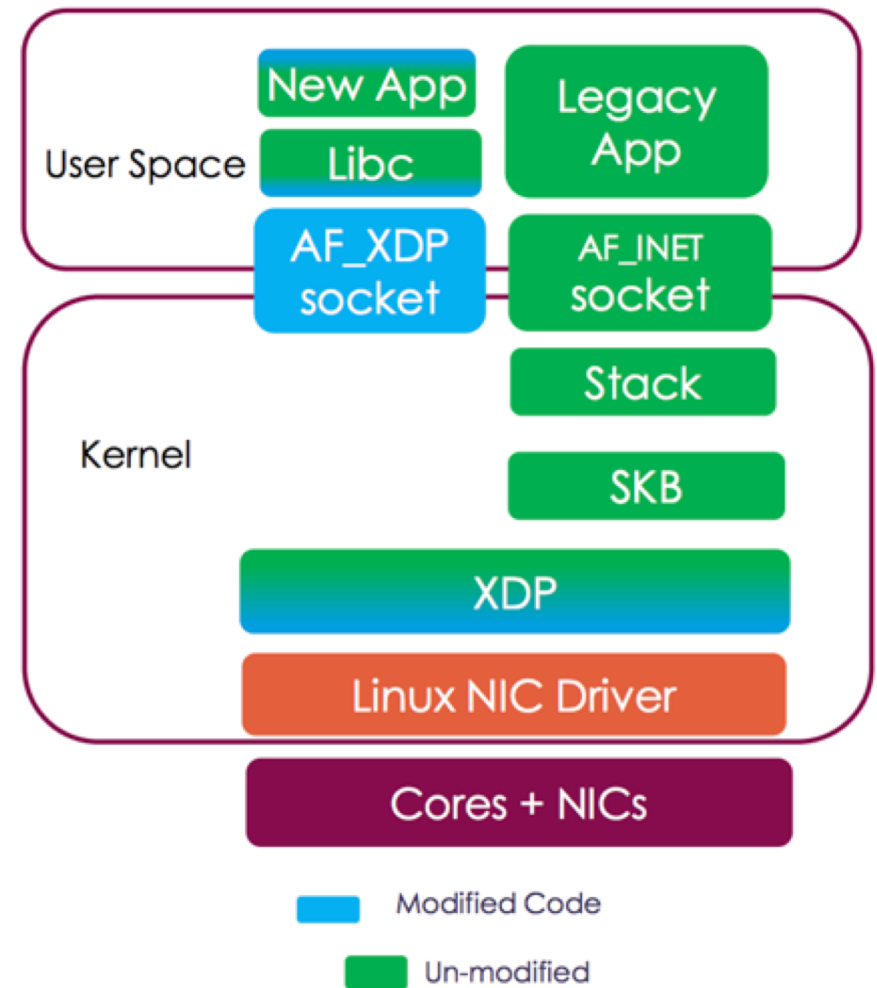 New App
Legacy
App
User Space
Libc
AF_XDP
socket
AF_INET
socket
Stack
Kernel
SKB
XDP
Linux NIC Driver
Cores + NICs
Modified Code
Un-modified